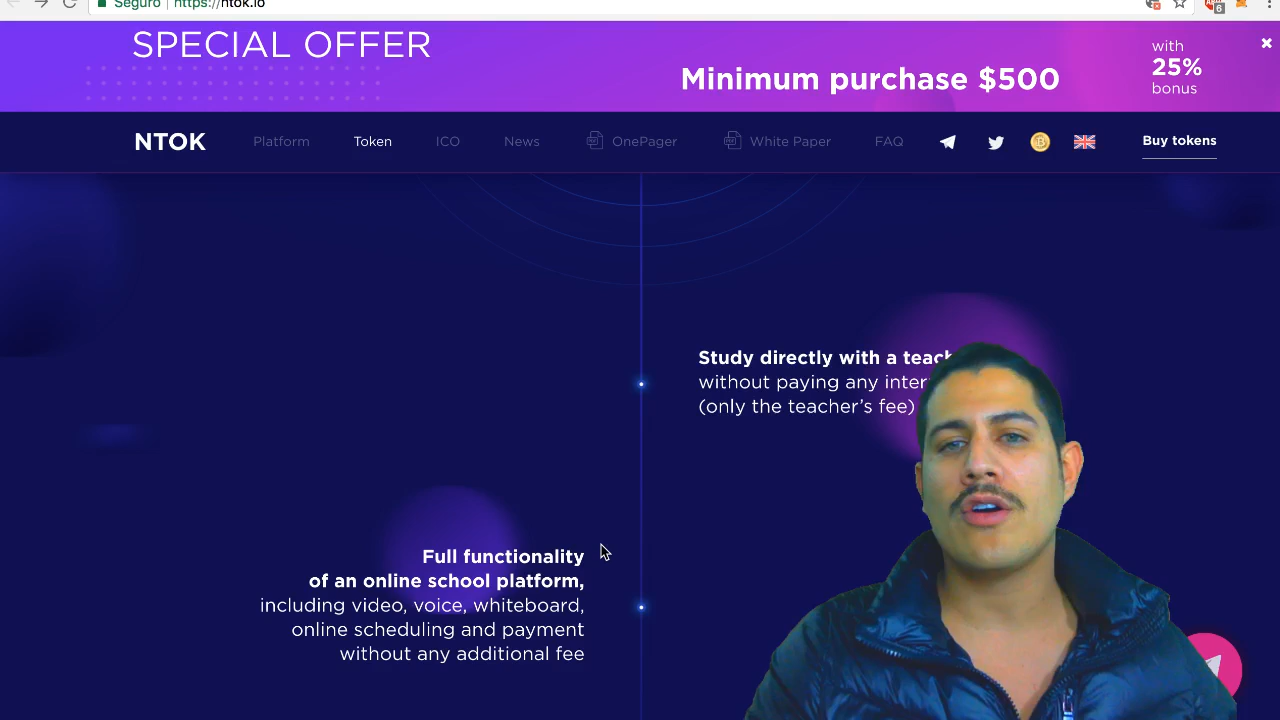 Seguro https://ntok.io
6
SPECIAL OFFER
Minimum purchase $500
with
25%
bonus
NTOK Platform Token ICO News OnePager White Paper FAQ Buy tokens
Study directly with a
without paying any
(only the teacher's fee)
Full functionality
of an online school platform,
including video, voice, whiteboard,
online scheduling and payment
without any additional fee